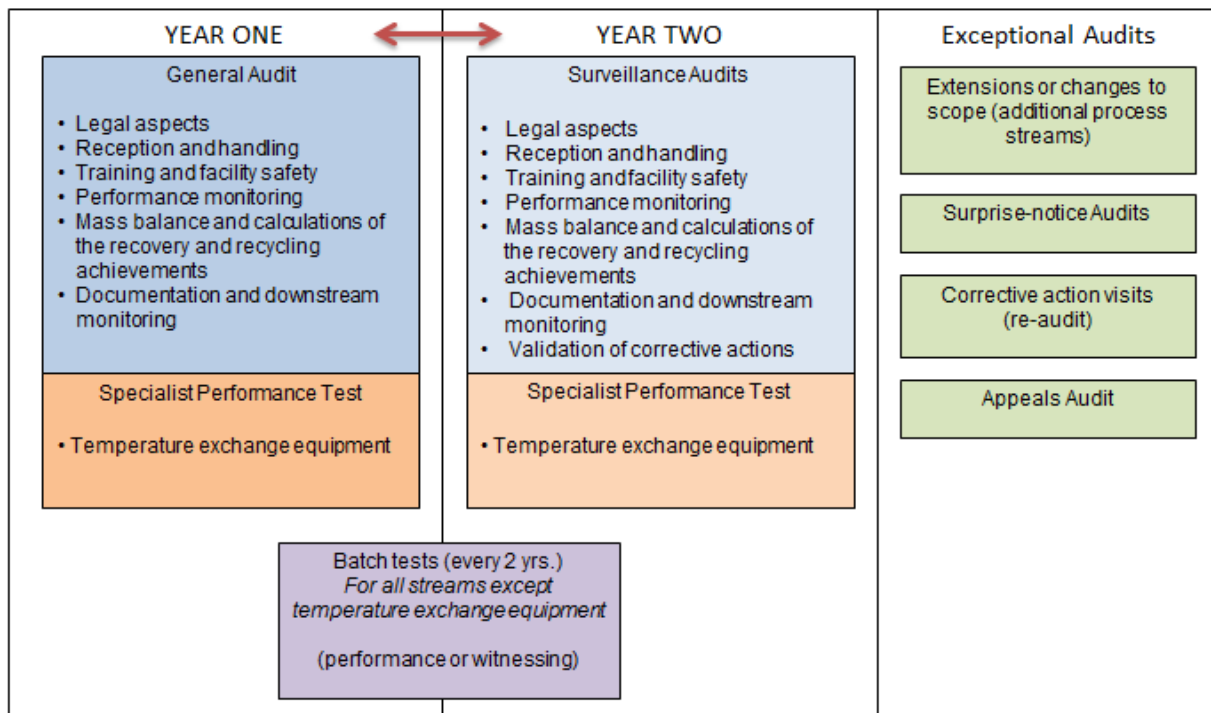 YEAR ONE
General Audit
• Legal aspects
• Reception and handling
• Training and facility safety
• Performance monitoring
• Mass balance and calculations of
the recovery and recycling
achievements
• Documentation and downstream
monitoring
Specialist Performance Test
• Temperature exchange equipment
YEAR TWO
Surveillance Audits
• Legal aspects
• Reception and handling
• Training and facility safety
• Performance monitoring
• Mass balance and calculations of
the recovery and recycling
achievements
• Documentation and downstream
monitoring
• Validation of corrective actions
Specialist Performance Test
• Temperature exchange equipment
Batch tests (every 2 yrs.)
For all streams except
temperature exchange equipment
(performance or witnessing)
Exceptional Audits
Extensions or changes to
scope (additional process
streams)
Surprise-notice Audits
Corrective action visits
(re-audit)
Appeals Audit